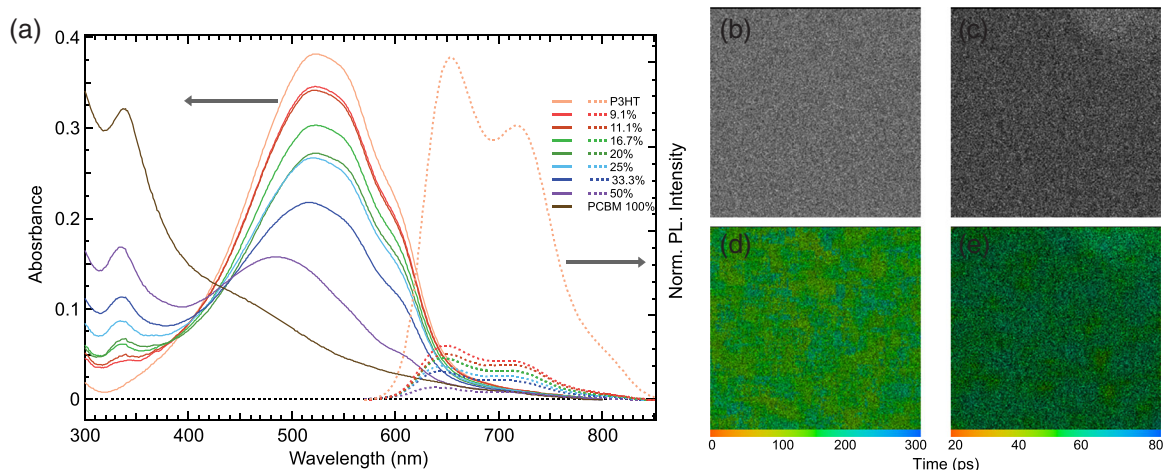 (a)
0.4
0.3
0.2
0.1
0
Abosrbance
300
400
500
600
700
800
Wavelength (nm)
P3HT
9.1%
11.1%
16.7%
20%
25%
33.3%
50%
PCBM 100%
Norm. PL. Intensity
(b)
(c)
(d)
(e)
0 100 200 300
20 40 60 80
Time (ps)